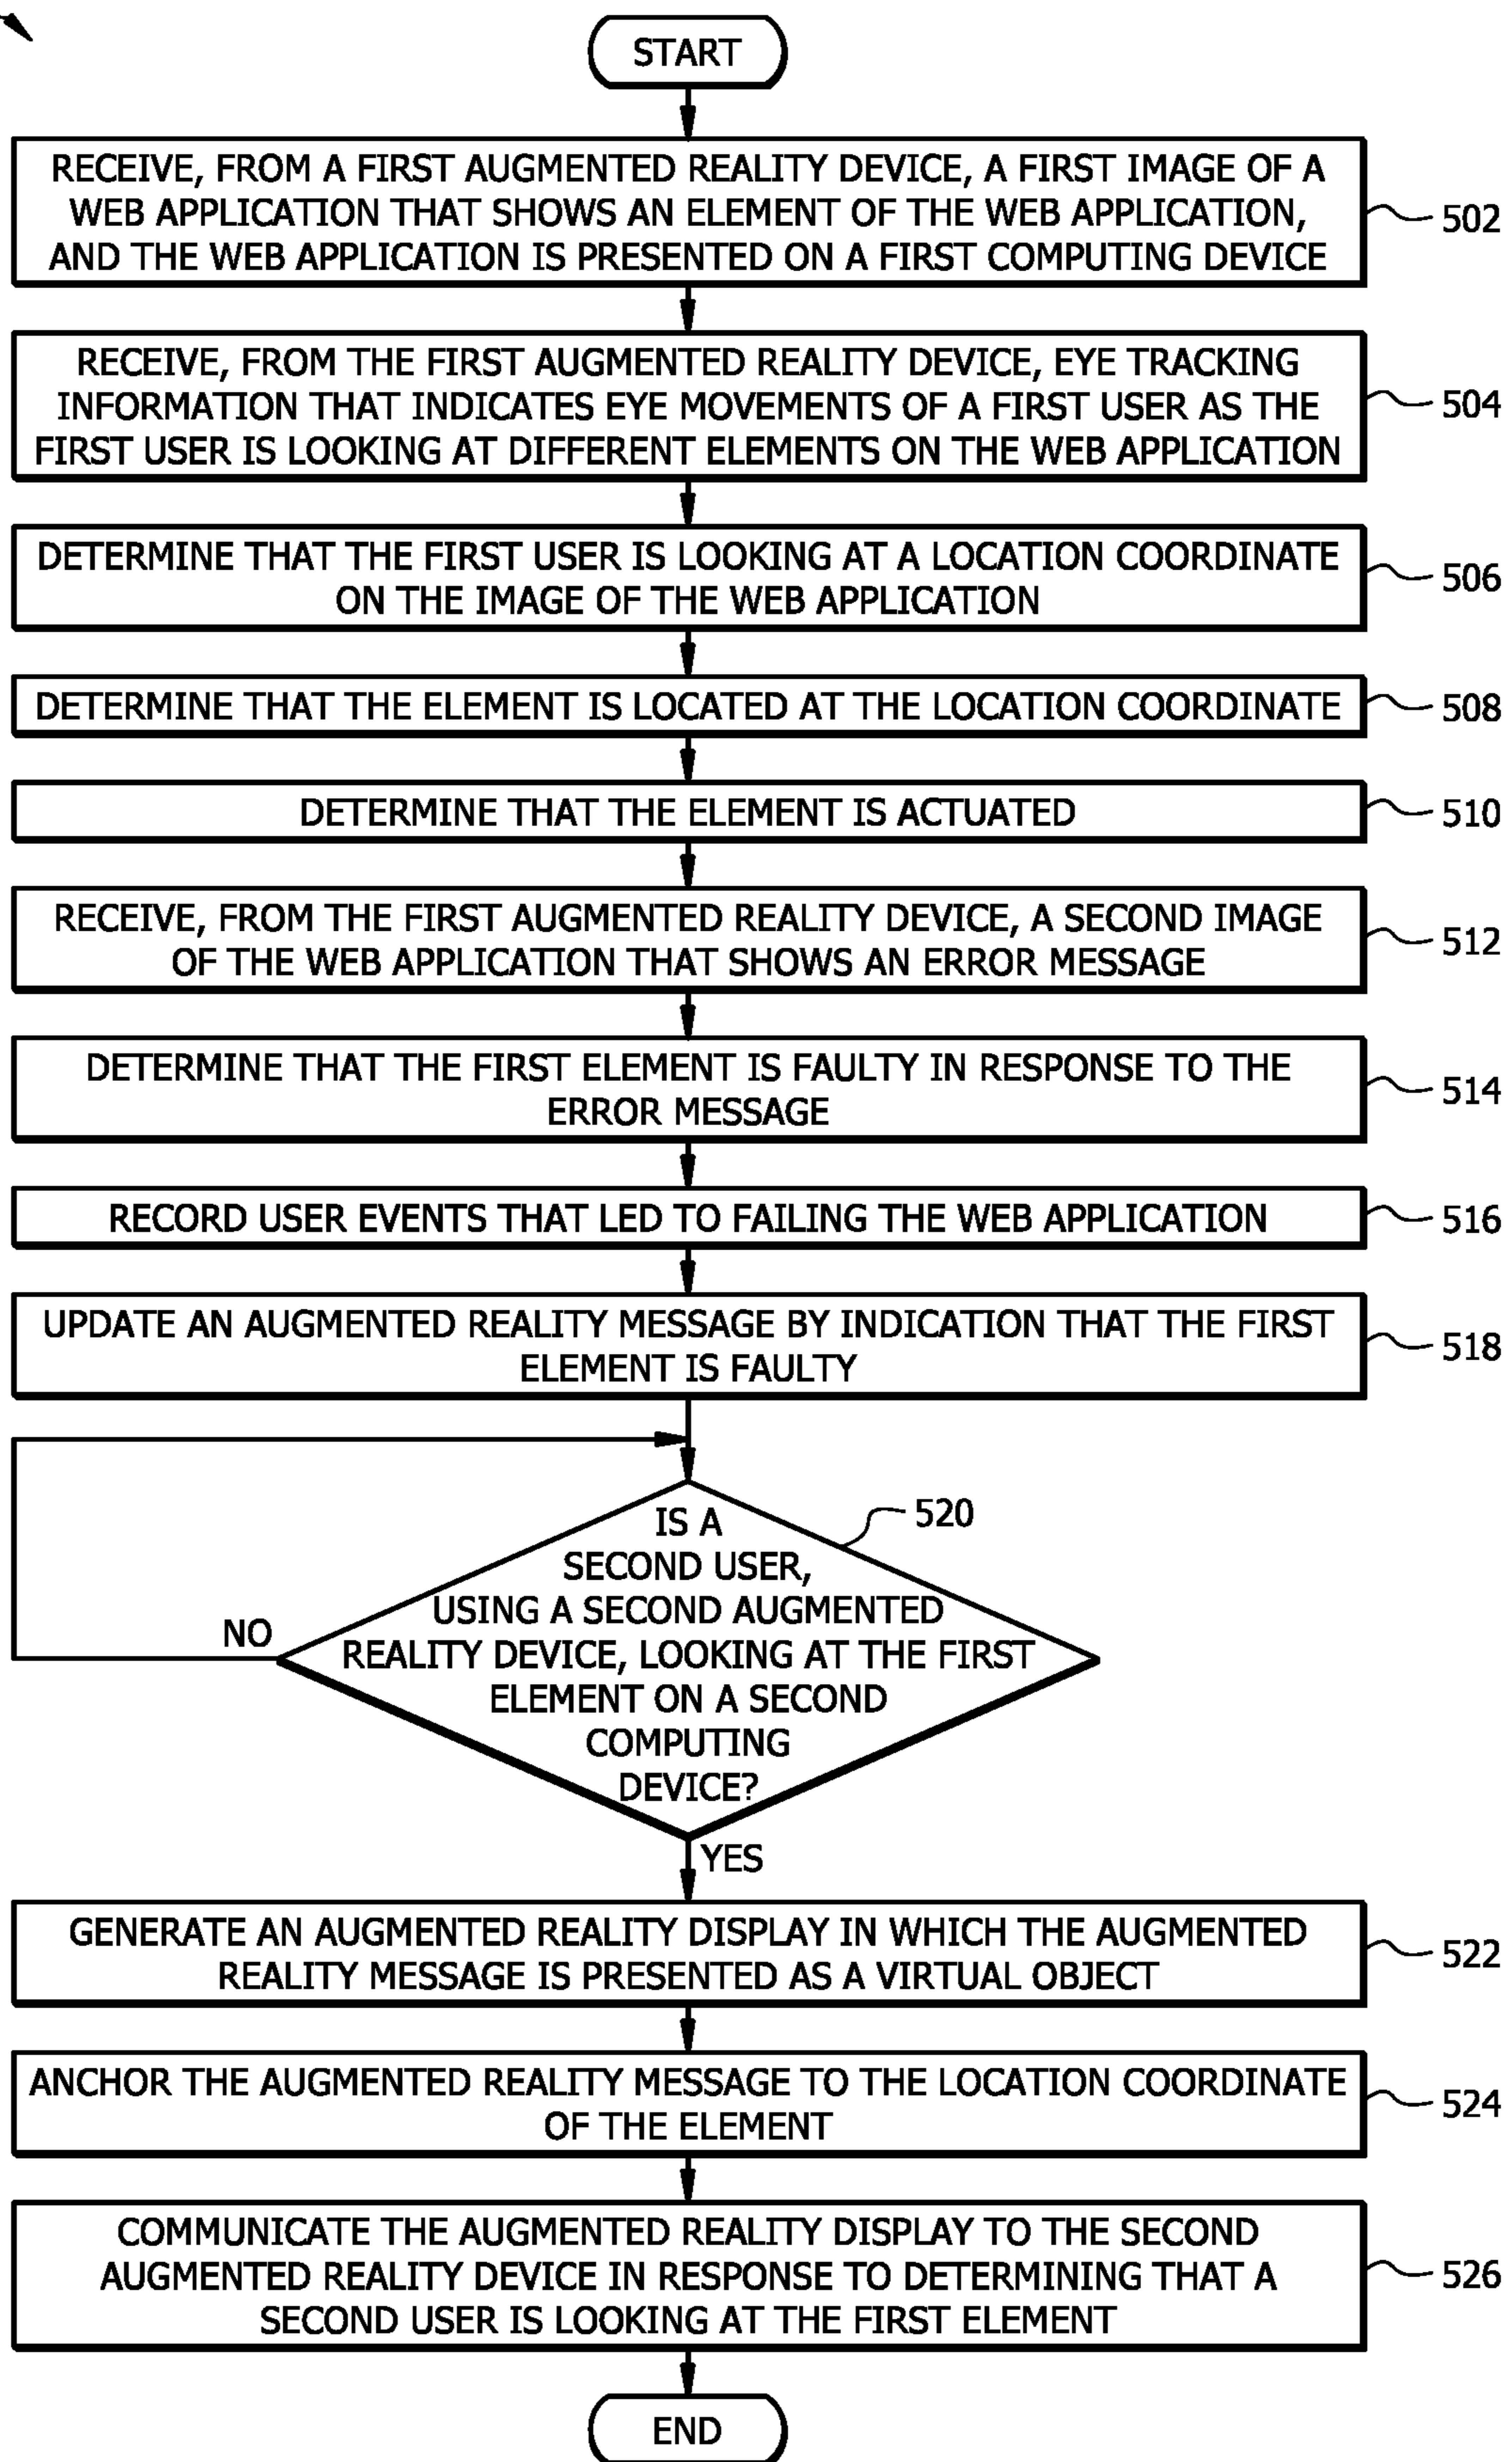 START
RECEIVE, FROM A FIRST AUGMENTED REALITY DEVICE, A FIRST IMAGE OF A
WEB APPLICATION THAT SHOWS AN ELEMENT OF THE WEB APPLICATION,
AND THE WEB APPLICATION IS PRESENTED ON A FIRST COMPUTING DEVICE
502
RECEIVE, FROM THE FIRST AUGMENTED REALITY DEVICE, EYE TRACKING
INFORMATION THAT INDICATES EYE MOVEMENTS OF A FIRST USER AS THE
FIRST USER IS LOOKING AT DIFFERENT ELEMENTS ON THE WEB APPLICATION
504
DETERMINE THAT THE FIRST USER IS LOOKING AT A LOCATION COORDINATE
ON THE IMAGE OF THE WEB APPLICATION
506
DETERMINE THAT THE ELEMENT IS LOCATED AT THE LOCATION COORDINATE
508
DETERMINE THAT THE ELEMENT IS ACTUATED
510
RECEIVE, FROM THE FIRST AUGMENTED REALITY DEVICE, A SECOND IMAGE
OF THE WEB APPLICATION THAT SHOWS AN ERROR MESSAGE
512
DETERMINE THAT THE FIRST ELEMENT IS FAULTY IN RESPONSE TO THE
ERROR MESSAGE
514
RECORD USER EVENTS THAT LED TO FAILING THE WEB APPLICATION
516
UPDATE AN AUGMENTED REALITY MESSAGE BY INDICATION THAT THE FIRST
ELEMENT IS FAULTY
518
IS A
SECOND USER,
USING A SECOND AUGMENTED
REALITY DEVICE, LOOKING AT THE FIRST
ELEMENT ON A SECOND
COMPUTING
DEVICE?
520
NO
YES
GENERATE AN AUGMENTED REALITY DISPLAY IN WHICH THE AUGMENTED
REALITY MESSAGE IS PRESENTED AS A VIRTUAL OBJECT
522
ANCHOR THE AUGMENTED REALITY MESSAGE TO THE LOCATION COORDINATE
OF THE ELEMENT
524
COMMUNICATE THE AUGMENTED REALITY DISPLAY TO THE SECOND
AUGMENTED REALITY DEVICE IN RESPONSE TO DETERMINING THAT A
SECOND USER IS LOOKING AT THE FIRST ELEMENT
526
END